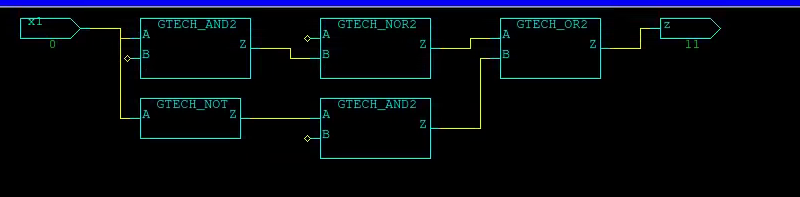 x1
0
GTECH_AND2
A
B
Z
GTECH_NOR2
A
B
Z
GTECH_OR2
A
B
Z
z
11
GTECH_NOT
A
Z
GTECH_AND2
A
B
Z